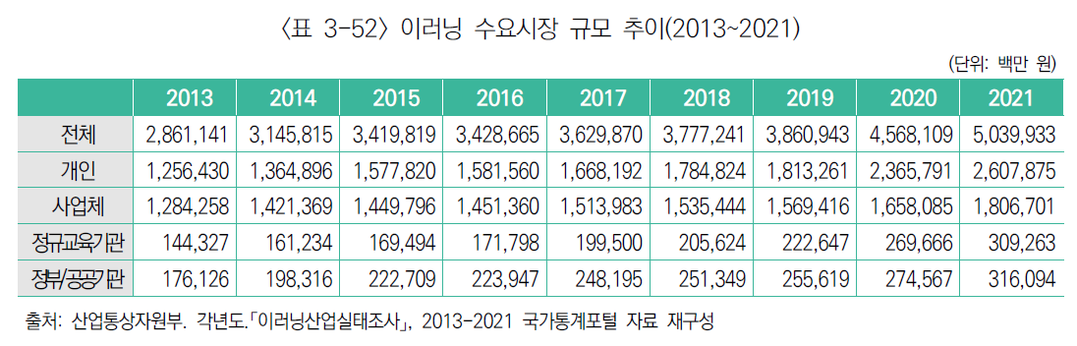 〈표 3-52〉 이러닝 수요시장 규모 추이(2013~2021)
(단위: 백만 원)
2013 2014 2015 2016 2017 2018 2019 2020 2021
전체 2,861,141 3,145,815 3,419,819 3,428,665 3,629,870 3,777,241 3,860,943 4,568,109 5,039,933
개인 1,256,430 1,364,896 1,577,820 1,581,560 1,668,192 1,784,824 1,813,261 2,365,791 2,607,875
사업체 1,284,258 1,421,369 1,449,796 1,451,360 1,513,983 1,535,444 1,569,416 1,658,085 1,806,701
정규교육기관 144,327 161,234 169,494 171,798 199,500 205,624 222,647 269,666 309,263
정부/공공기관 176,126 198,316 222,709 223,947 248,195 251,349 255,619 274,567 316,094
출처: 산업통상자원부. 각년도.「이러닝산업실태조사」, 2013-2021 국가통계포털 자료 재구성